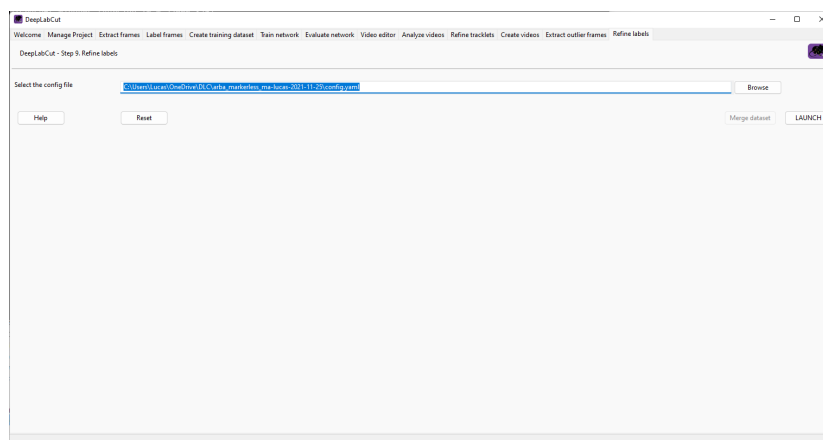 DeepLabCut
Welcome Manage Project Extract frames Label frames Create training dataset Train network Evaluate network Video editor Analyze videos Refine tracklets Create videos Extract outlier frames Refine labels
DeepLabCut - Step 9. Refine labels
Select the config file C:\Users\Lucas\OneDrive\DLC\arba_markerless_ma-lucas-2021-11-25\config.yaml Browse
Help Reset Merge dataset LAUNCH